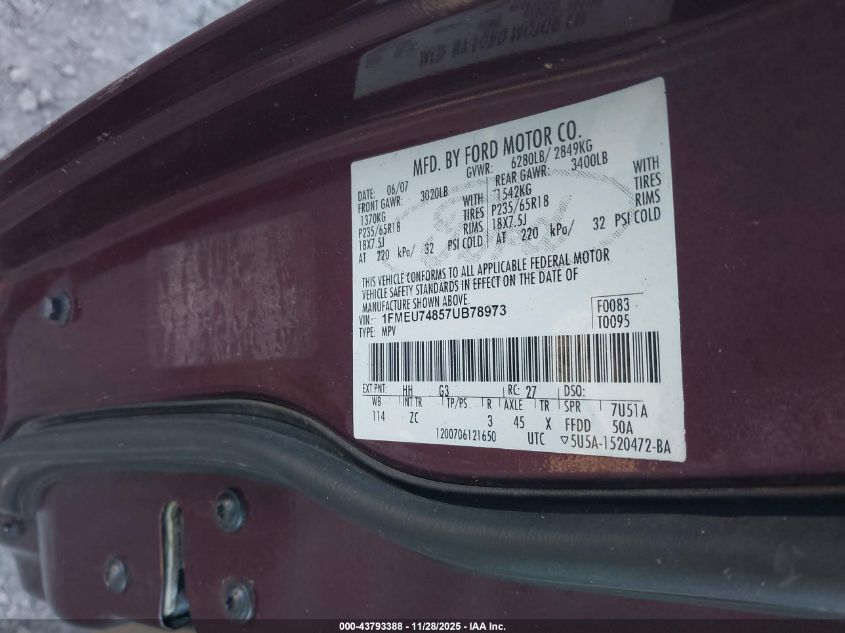 MFD. BY FORD MOTOR CO.
DATE: 06/07 GVWR: 6280LB/ 2849KG
FRONT GAWR: 3020LB REAR GAWR: 3400LB
1370KG WITH 1542KG WITH
P235/65R18 TIRES P235/65R18 TIRES
18X7.5J RIMS 18X7.5J RIMS
AT 220 kPa/ 32 PSI COLD AT 220 kPa/ 32 PSI COLD
Ford
THIS VEHICLE CONFORMS TO ALL APPLICABLE FEDERAL MOTOR
VEHICLE SAFETY STANDARDS IN EFFECT ON THE DATE OF
MANUFACTURE SHOWN ABOVE.
VIN: 1FMEU74857UB78973 F0083
TYPE: MPV T0095
EXT PNT: HH G3 RC: 27 DSO:
WB INT TR TP/PS R AXLE TR SPR 7U51A
114 ZC 3 45 X FFDD 50A
1200706121650 UTC ▽5U5A-1520472-BA
000-43793388 | 11/28/2025 | IAA Inc.